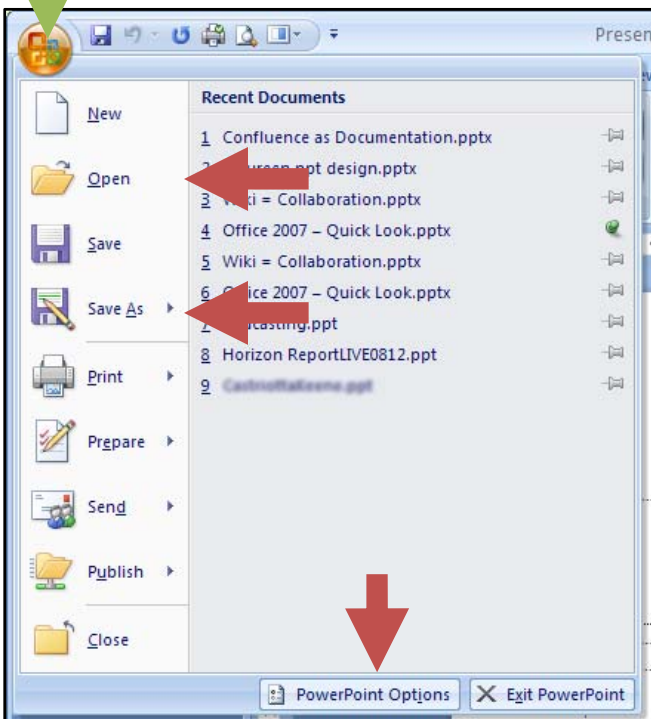 Presen
New
Open
Save
Save As
Print
Prepare
Send
Publish
Close
Recent Documents
1 Confluence as Documentation.pptx
ppt design.pptx
3 = Collaboration.pptx
4 Office 2007 – Quick Look.pptx
5 Wiki = Collaboration.pptx
6 2007 – Quick Look.pptx
8 Horizon ReportLIVE0812.ppt
9
PowerPoint Options
Exit PowerPoint